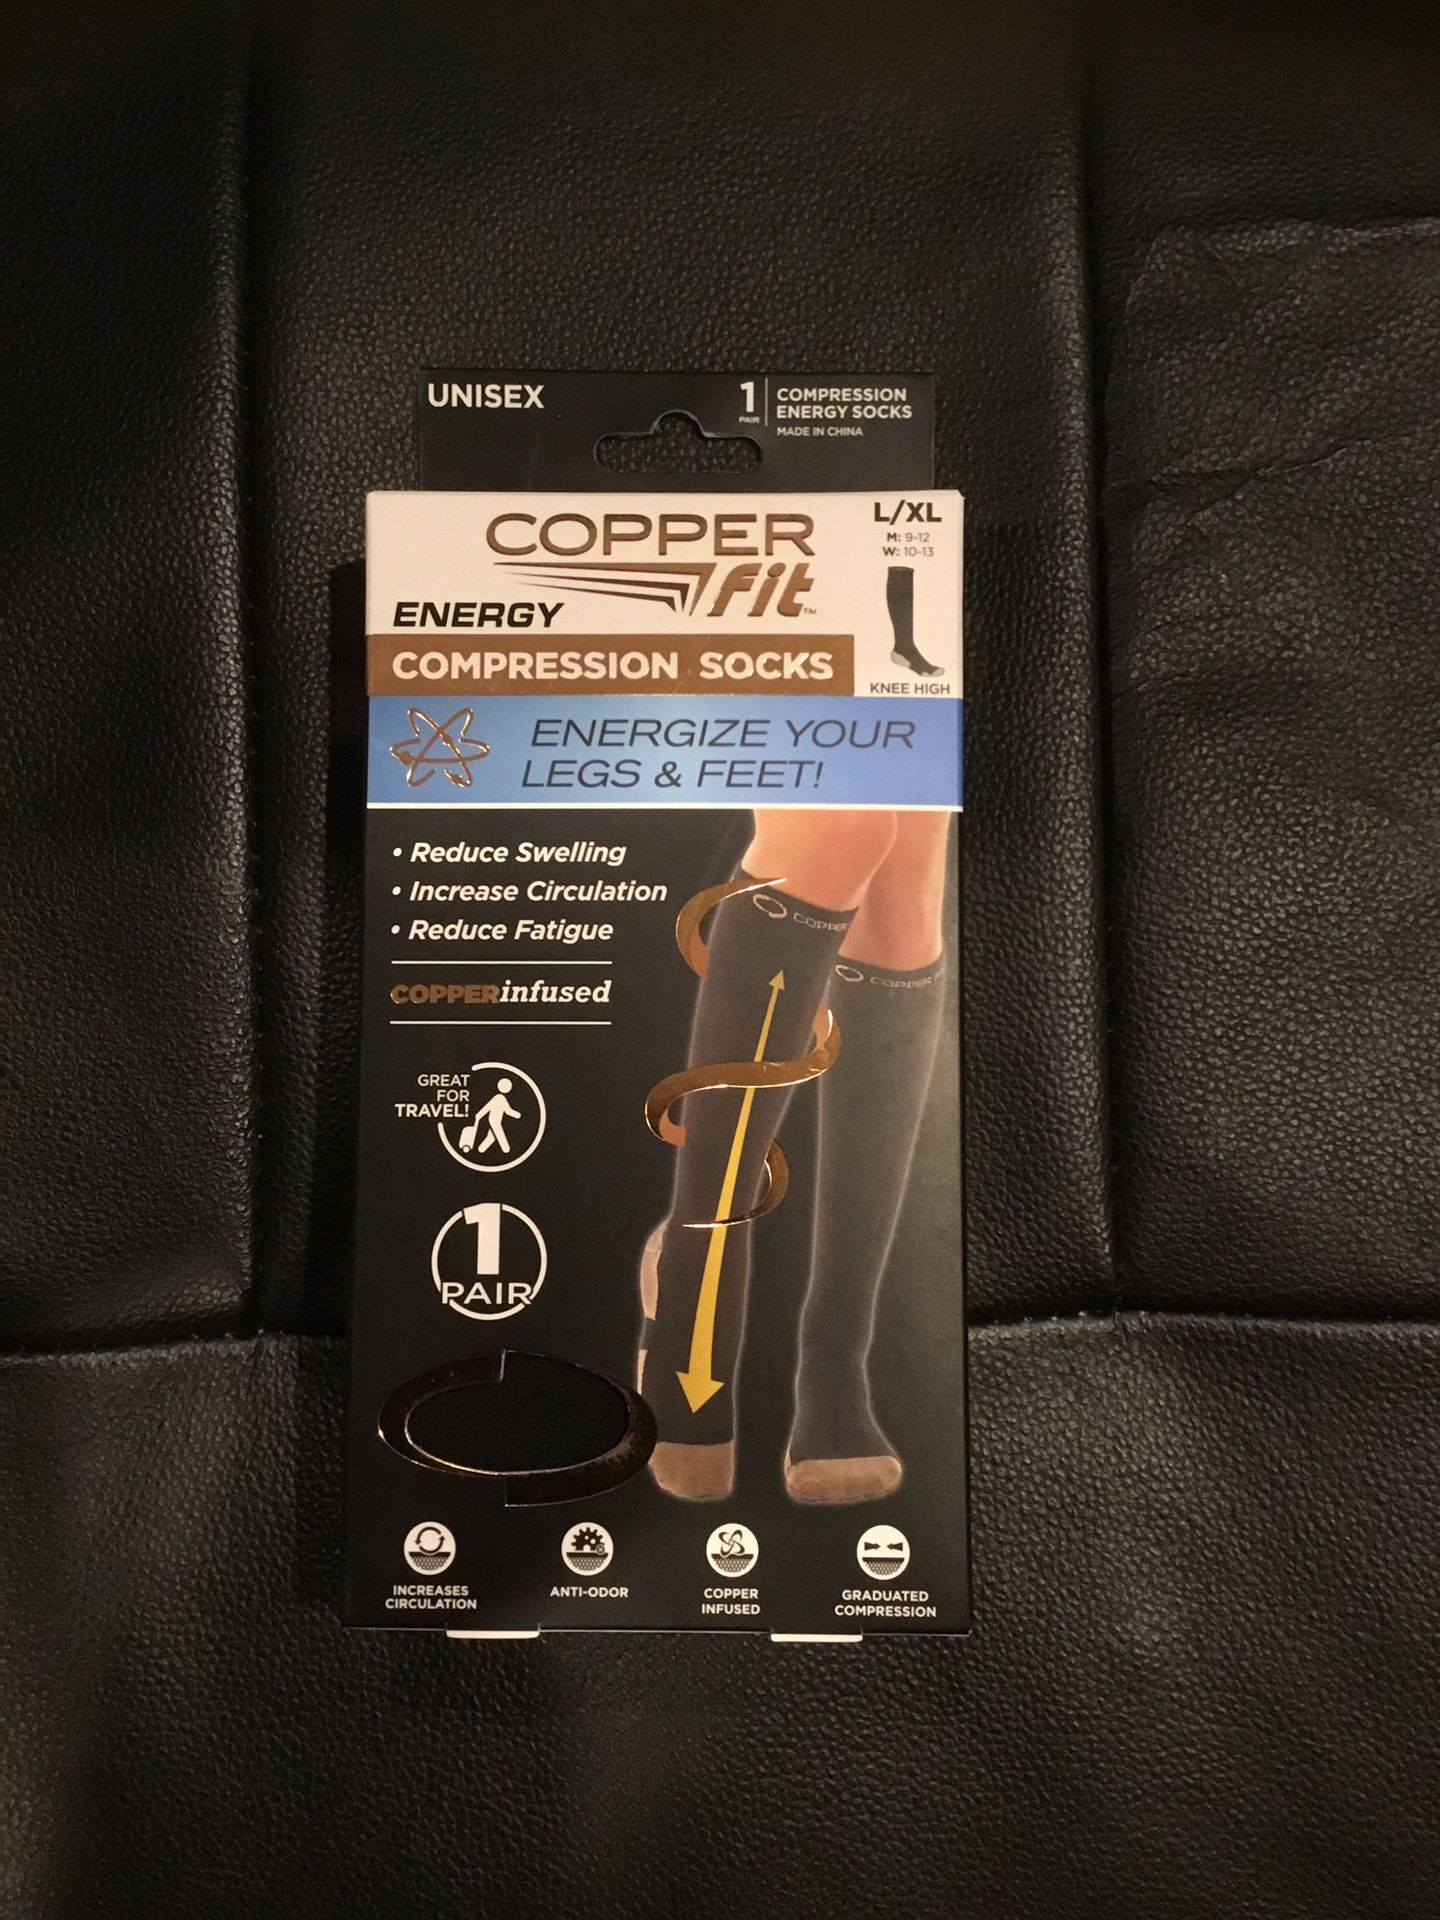 UNISEX
1
PAIR
COMPRESSION
ENERGY SOCKS
MADE IN CHINA
COPPER
fit™
L/XL
M: 9-12
W: 10-13
KNEE HIGH
ENERGY
COMPRESSION SOCKS
ENERGIZE YOUR
LEGS & FEET!
• Reduce Swelling
• Increase Circulation
• Reduce Fatigue
COPPERinfused
COPPER
COPPER
GREAT
FOR
TRAVEL!
1
PAIR
INCREASES
CIRCULATION
ANTI-ODOR
COPPER
INFUSED
GRADUATED
COMPRESSION